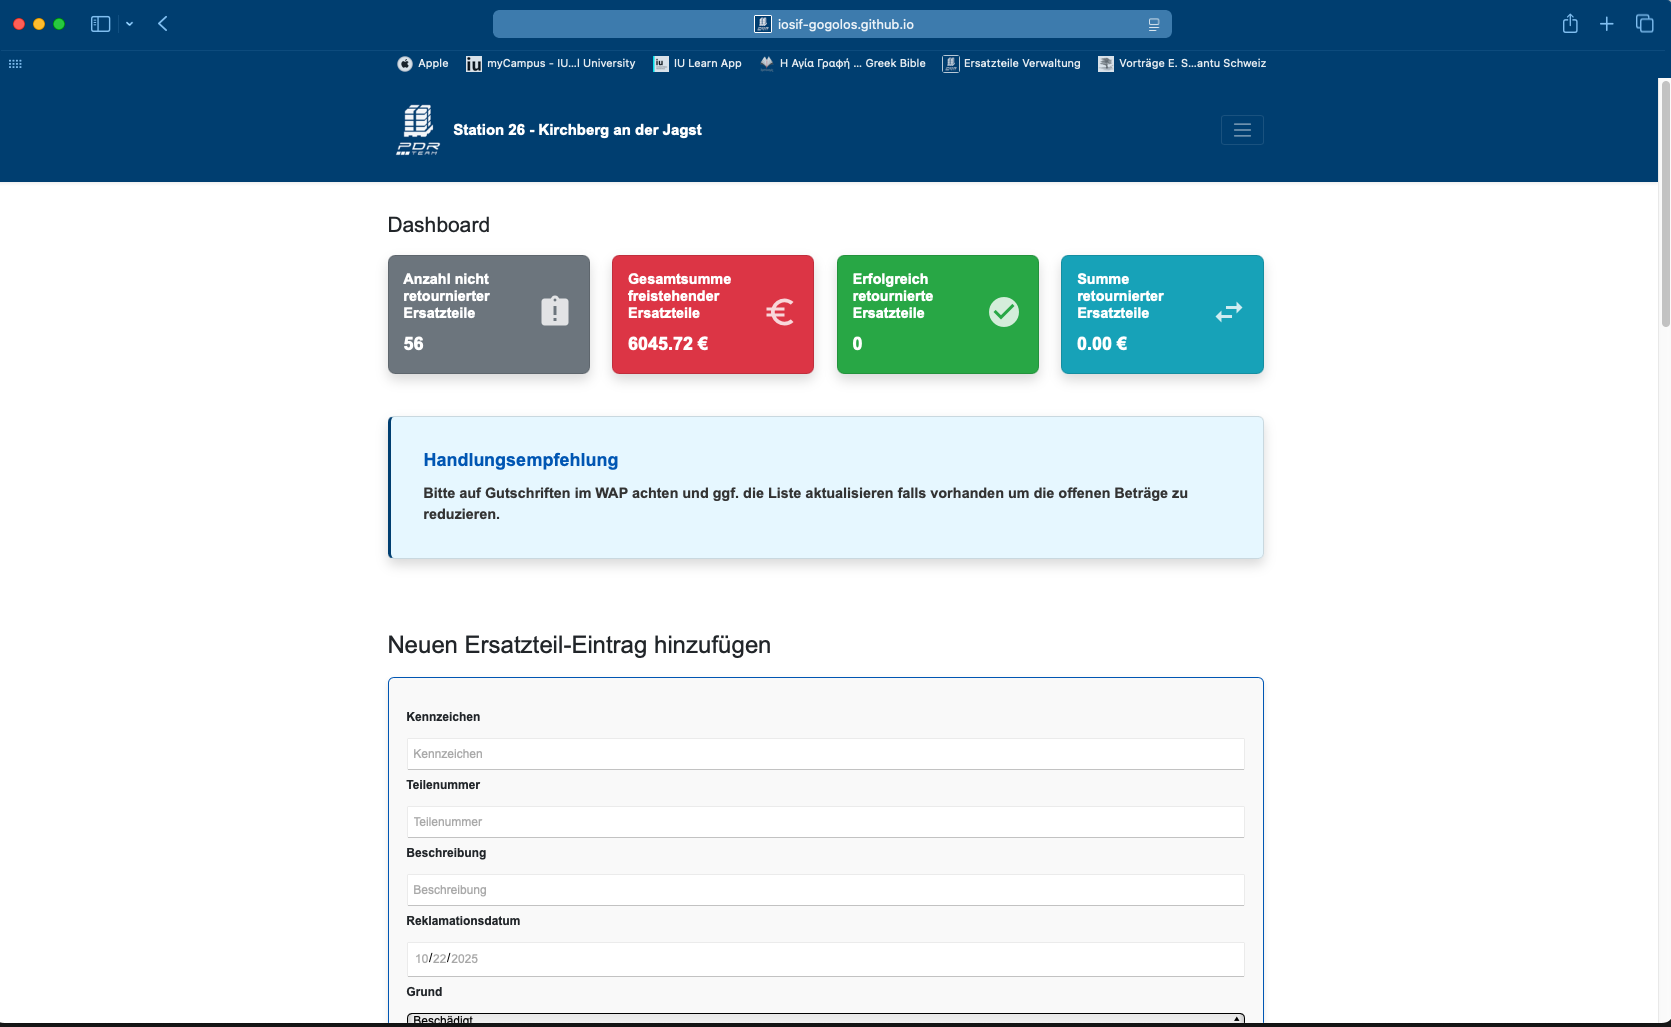 iosif-gogolos.github.io
Apple
myCampus - IU...l University
IU Learn App
Η Αγία Γραφή ... Greek Bible
Ersatzteile Verwaltung
Vorträge E. S...antu Schweiz
PDR
TEAM
Station 26 - Kirchberg an der Jagst
Dashboard
Anzahl nicht
retournierter
Ersatzteile
56
Gesamtsumme
freistehender
Ersatzteile
6045.72 €
Erfolgreich
retournierte
Ersatzteile
0
Summe
retournierter
Ersatzteile
0.00 €
Handlungsempfehlung
Bitte auf Gutschriften im WAP achten und ggf. die Liste aktualisieren falls vorhanden um die offenen Beträge zu
reduzieren.
Neuen Ersatzteil-Eintrag hinzufügen
Kennzeichen
Kennzeichen
Teilenummer
Teilenummer
Beschreibung
Beschreibung
Reklamationsdatum
10/22/2025
Grund
Beschädigt